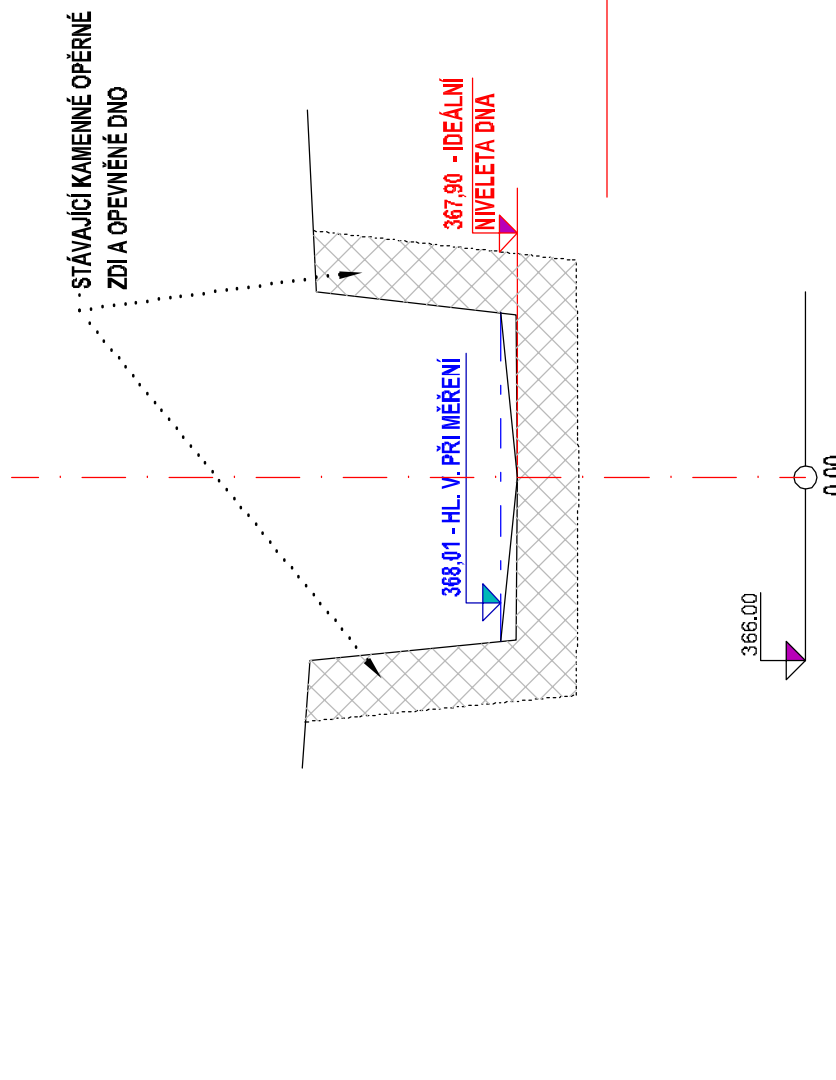 STÁVAJÍCÍ KAMENNÉ OPĚRNÉ
ZDI A OPEVNĚNÉ DNO
367,90 - IDEÁLNÍ
NIVELETA DNA
368,01 - HL. V. PŘI MĚŘENÍ
366.00
0.00